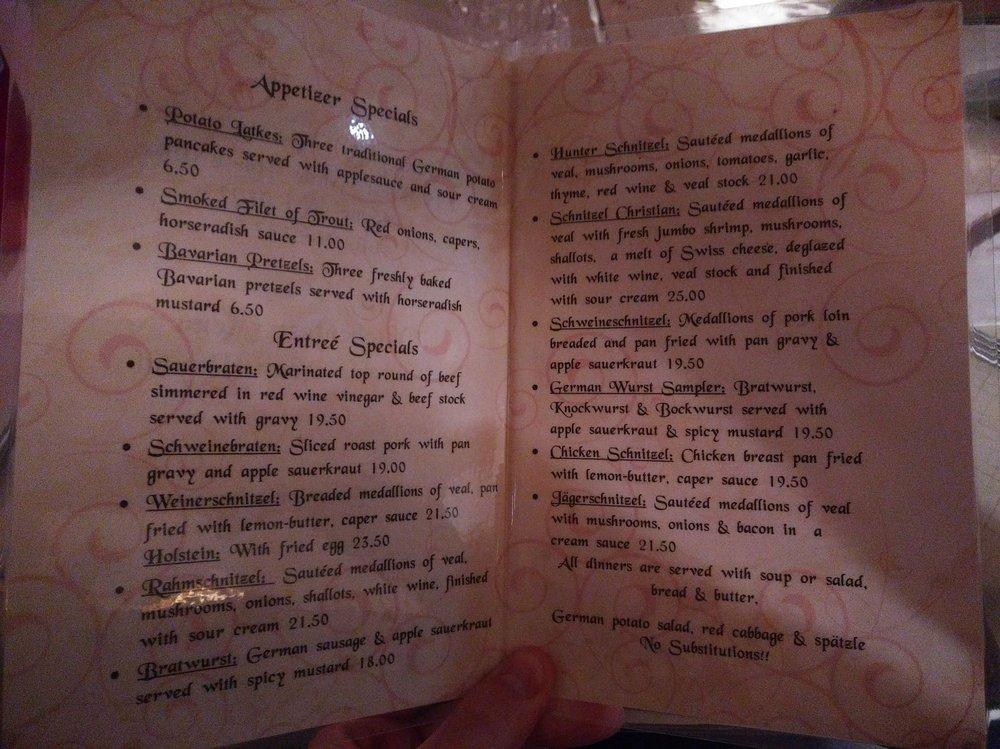 Appetizer Specials
• Potato Latkes: Three traditional German potato
pancakes served with applesauce and sour cream
6.50
• Smoked Filet of Trout: Red onions, capers,
horseradish sauce 11.00
• Bavarian Pretzels: Three freshly baked
Bavarian pretzels served with horseradish
mustard 6.50
Entreé Specials
• Sauerbraten: Marinated top round of beef
simmered in red wine vinegar & beef stock
served with gravy 19.50
• Schweinebraten: Sliced roast pork with pan
gravy and apple sauerkraut 19.00
• Weinerschnitzel: Breaded medallions of veal, pan
fried with lemon-butter, caper sauce 21.50
Holstein: With fried egg 23.50
• Rahmschnitzel: Sautéed medallions of veal,
mushrooms, onions, shallots, white wine, finished
with sour cream 21.50
• Bratwurst: German sausage & apple sauerkraut
served with spicy mustard 18.00
• Hunter Schnitzel: Sautéed medallions of
veal, mushrooms, onions, tomatoes, garlic,
thyme, red wine & veal stock 21.00
• Schnitzel Christian: Sautéed medallions of
veal with fresh jumbo shrimp, mushrooms,
shallots, a melt of Swiss cheese, deglazed
with white wine, veal stock and finished
with sour cream 25.00
• Schweineschnitzel: Medallions of pork loin
breaded and pan fried with pan gravy &
apple sauerkraut 19.50
• German Wurst Sampler: Bratwurst,
Knockwurst & Bockwurst served with
apple sauerkraut & spicy mustard 19.50
• Chicken Schnitzel: Chicken breast pan fried
with lemon-butter, caper sauce 19.50
• Jägerschnitzel: Sautéed medallions of veal
with mushrooms, onions & bacon in a
cream sauce 21.50
All dinners are served with soup or salad,
bread & butter,
German potato salad, red cabbage & spätzle
No Substitutions!!